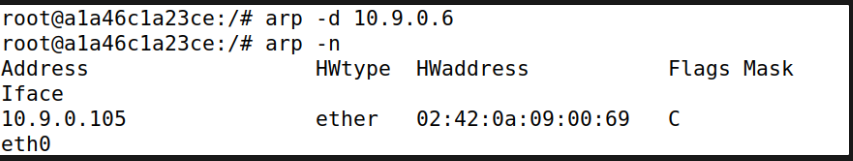 root@a1a46c1a23ce:/# arp -d 10.9.0.6
root@a1a46c1a23ce:/# arp -n
Address                  HWtype  HWaddress           Flags Mask
Iface
10.9.0.105               ether   02:42:0a:09:00:69   C
eth0